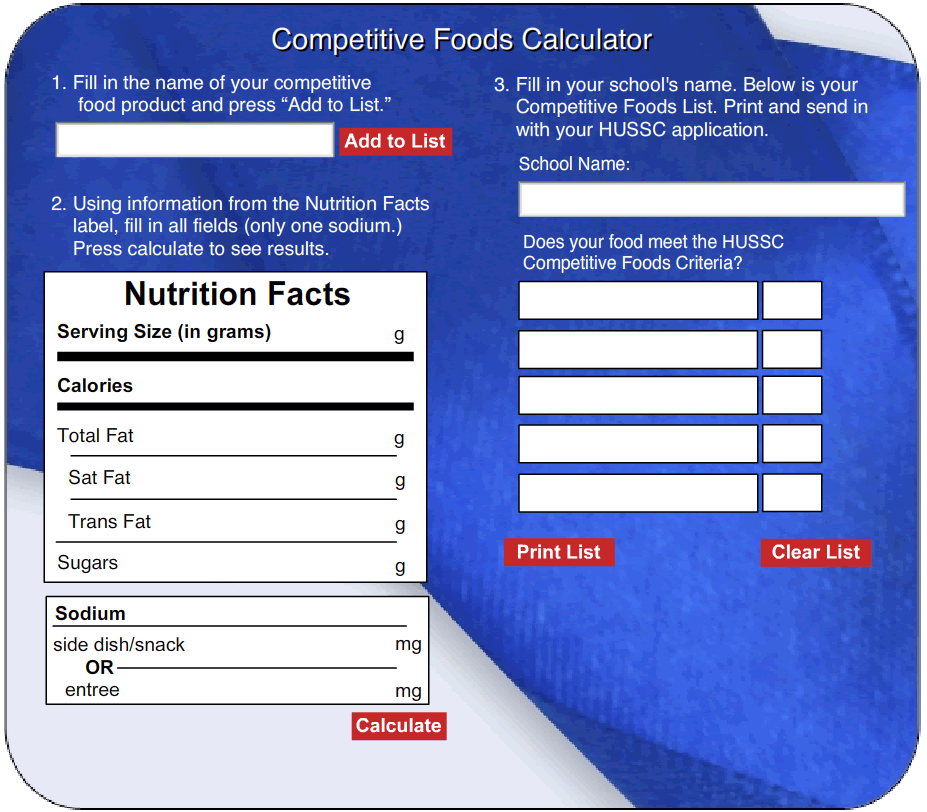 Competitive Foods Calculator
1. Fill in the name of your competitive
food product and press “Add to List.”
Add to List
2. Using information from the Nutrition Facts
label, fill in all fields (only one sodium.)
Press calculate to see results.
Nutrition Facts
Serving Size (in grams) g
Calories
Total Fat g
Sat Fat g
Trans Fat g
Sugars g
Sodium
side dish/snack mg
OR
entree mg
Calculate
3. Fill in your school's name. Below is your
Competitive Foods List. Print and send in
with your HUSSC application.
School Name:
Does your food meet the HUSSC
Competitive Foods Criteria?
Print List Clear List